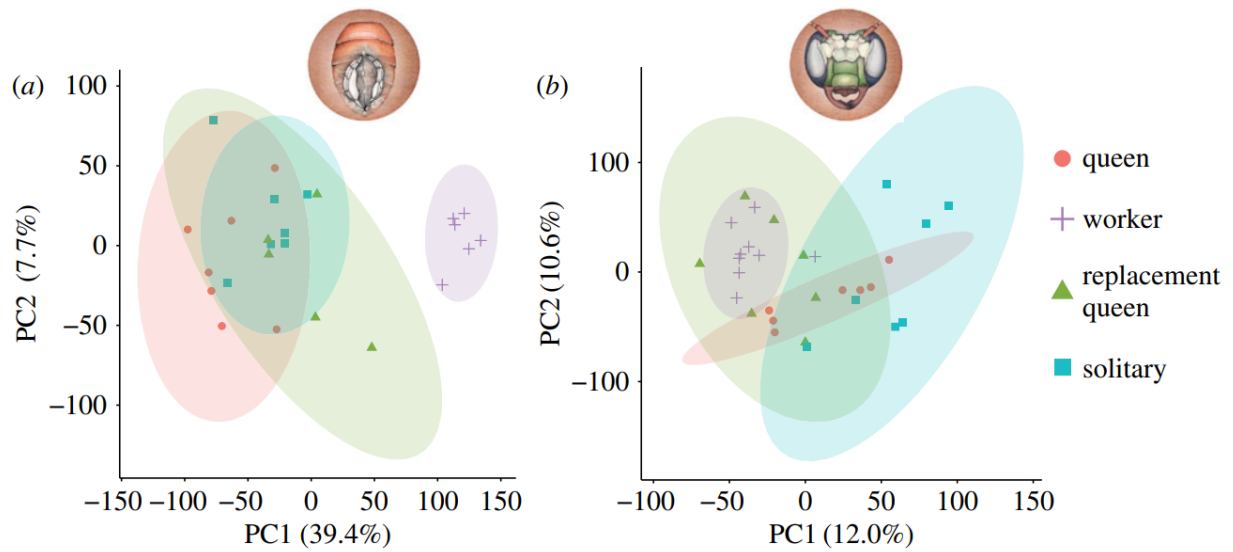 (a)
100
50
0
−50
−100
PC2 (7.7%)
−150 −100 −50 0 50 100 150
PC1 (39.4%)
(b)
100
0
−100
PC2 (10.6%)
−100 −50 0 50 100 150
PC1 (12.0%)
queen
worker
replacement
queen
solitary